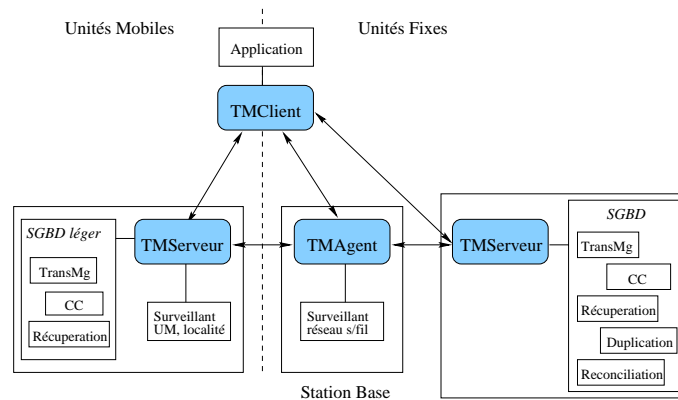 Unités Mobiles
Unités Fixes
Application
TMClient
SGBD léger
TransMg
CC
Récuperation
TMServeur
Surveillant
UM, localité
TMAgent
Surveillant
réseau s/fil
TMServeur
SGBD
TransMg
CC
Récuperation
Duplication
Reconciliation
Station Base